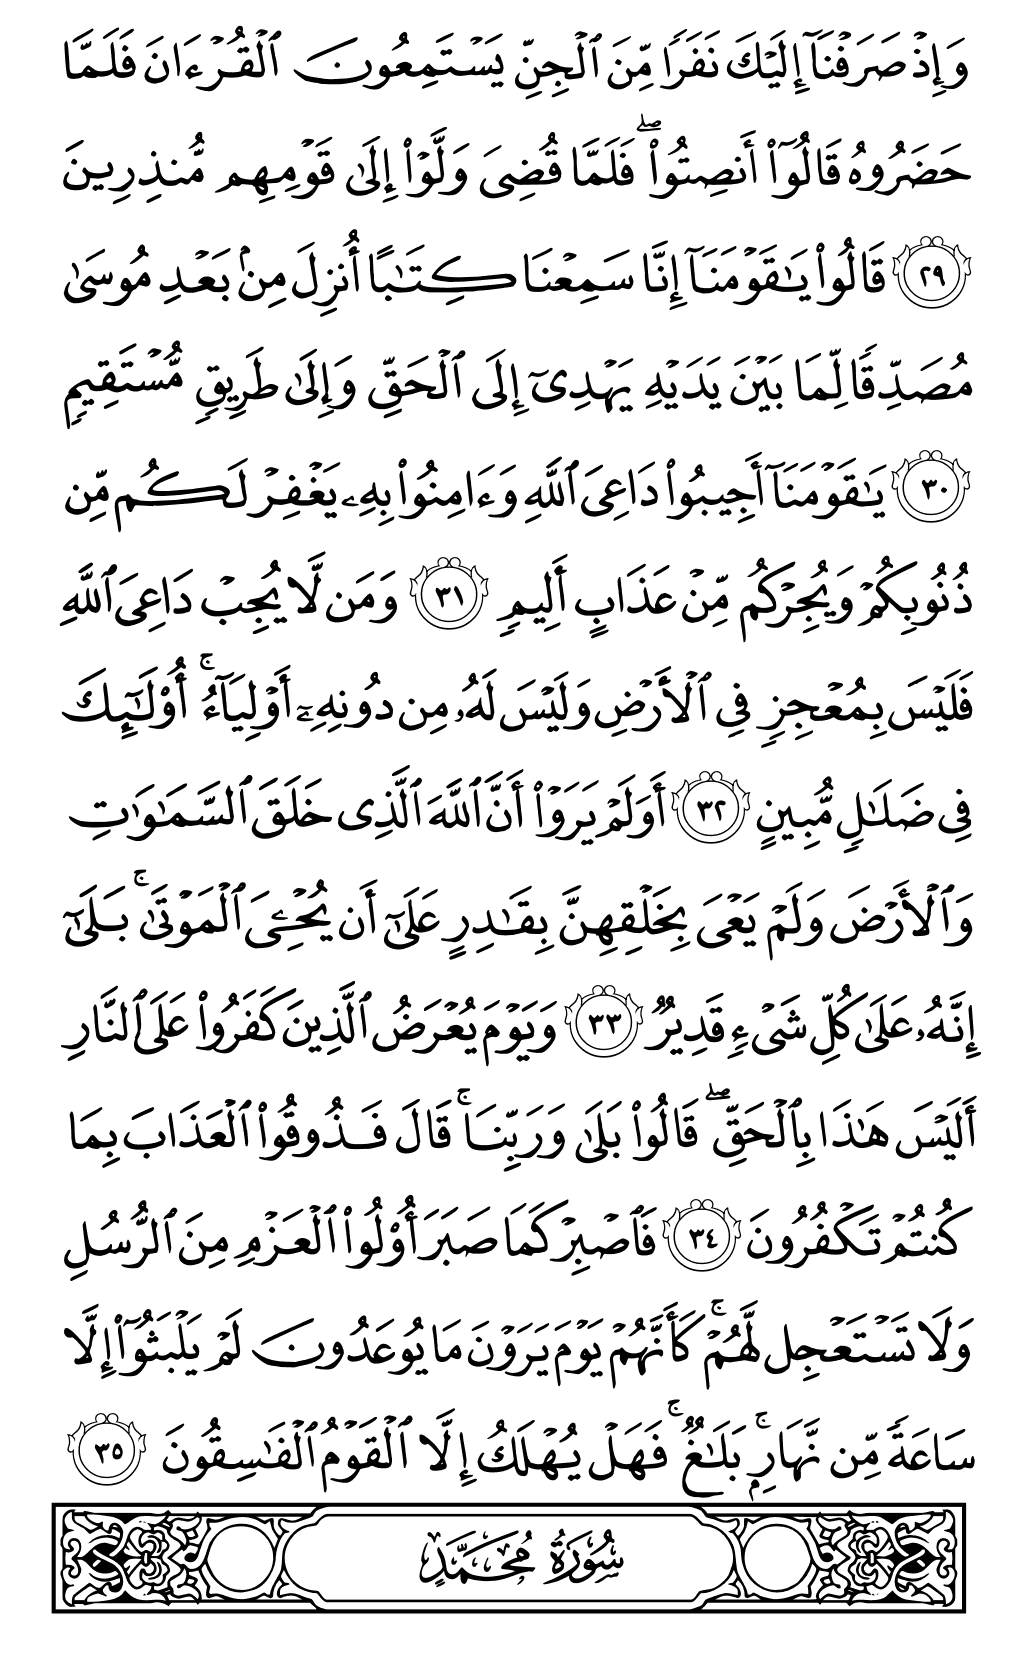 وَإِذْ صَرَفْنَآ إِلَيْكَ نَفَرًا مِّنَ ٱلْجِنِّ يَسْتَمِعُونَ ٱلْقُرْءَانَ فَلَمَّا
حَضَرُوهُ قَالُوٓا۟ أَنصِتُوا۟ ۖ فَلَمَّا قُضِىَ وَلَّوْا۟ إِلَىٰ قَوْمِهِم مُّنذِرِينَ
٢٩ قَالُوا۟ يَـٰقَوْمَنَآ إِنَّا سَمِعْنَا كِتَـٰبًا أُنزِلَ مِنۢ بَعْدِ مُوسَىٰ
مُصَدِّقًا لِّمَا بَيْنَ يَدَيْهِ يَهْدِىٓ إِلَى ٱلْحَقِّ وَإِلَىٰ طَرِيقٍ مُّسْتَقِيمٍ
٣٠ يَـٰقَوْمَنَآ أَجِيبُوا۟ دَاعِىَ ٱللَّهِ وَءَامِنُوا۟ بِهِۦ يَغْفِرْ لَكُم مِّن
ذُنُوبِكُمْ وَيُجِرْكُم مِّنْ عَذَابٍ أَلِيمٍ ٣١ وَمَن لَّا يُجِبْ دَاعِىَ ٱللَّهِ
فَلَيْسَ بِمُعْجِزٍ فِى ٱلْأَرْضِ وَلَيْسَ لَهُۥ مِن دُونِهِۦٓ أَوْلِيَآءُ ۚ أُو۟لَـٰٓئِكَ
فِى ضَلَـٰلٍ مُّبِينٍ ٣٢ أَوَلَمْ يَرَوْا۟ أَنَّ ٱللَّهَ ٱلَّذِى خَلَقَ ٱلسَّمَـٰوَٰتِ
وَٱلْأَرْضَ وَلَمْ يَعْىَ بِخَلْقِهِنَّ بِقَـٰدِرٍ عَلَىٰٓ أَن يُحْـِۧىَ ٱلْمَوْتَىٰ ۚ بَلَىٰٓ
إِنَّهُۥ عَلَىٰ كُلِّ شَىْءٍ قَدِيرٌ ٣٣ وَيَوْمَ يُعْرَضُ ٱلَّذِينَ كَفَرُوا۟ عَلَى ٱلنَّارِ
أَلَيْسَ هَـٰذَا بِٱلْحَقِّ ۖ قَالُوا۟ بَلَىٰ وَرَبِّنَا ۚ قَالَ فَذُوقُوا۟ ٱلْعَذَابَ بِمَا
كُنتُمْ تَكْفُرُونَ ٣٤ فَٱصْبِرْ كَمَا صَبَرَ أُو۟لُوا۟ ٱلْعَزْمِ مِنَ ٱلرُّسُلِ
وَلَا تَسْتَعْجِل لَّهُمْ ۚ كَأَنَّهُمْ يَوْمَ يَرَوْنَ مَا يُوعَدُونَ لَمْ يَلْبَثُوٓا۟ إِلَّا
سَاعَةً مِّن نَّهَارٍۭ ۚ بَلَـٰغٌ ۚ فَهَلْ يُهْلَكُ إِلَّا ٱلْقَوْمُ ٱلْفَـٰسِقُونَ ٣٥
سُورَةُ مُحَمَّدٍ